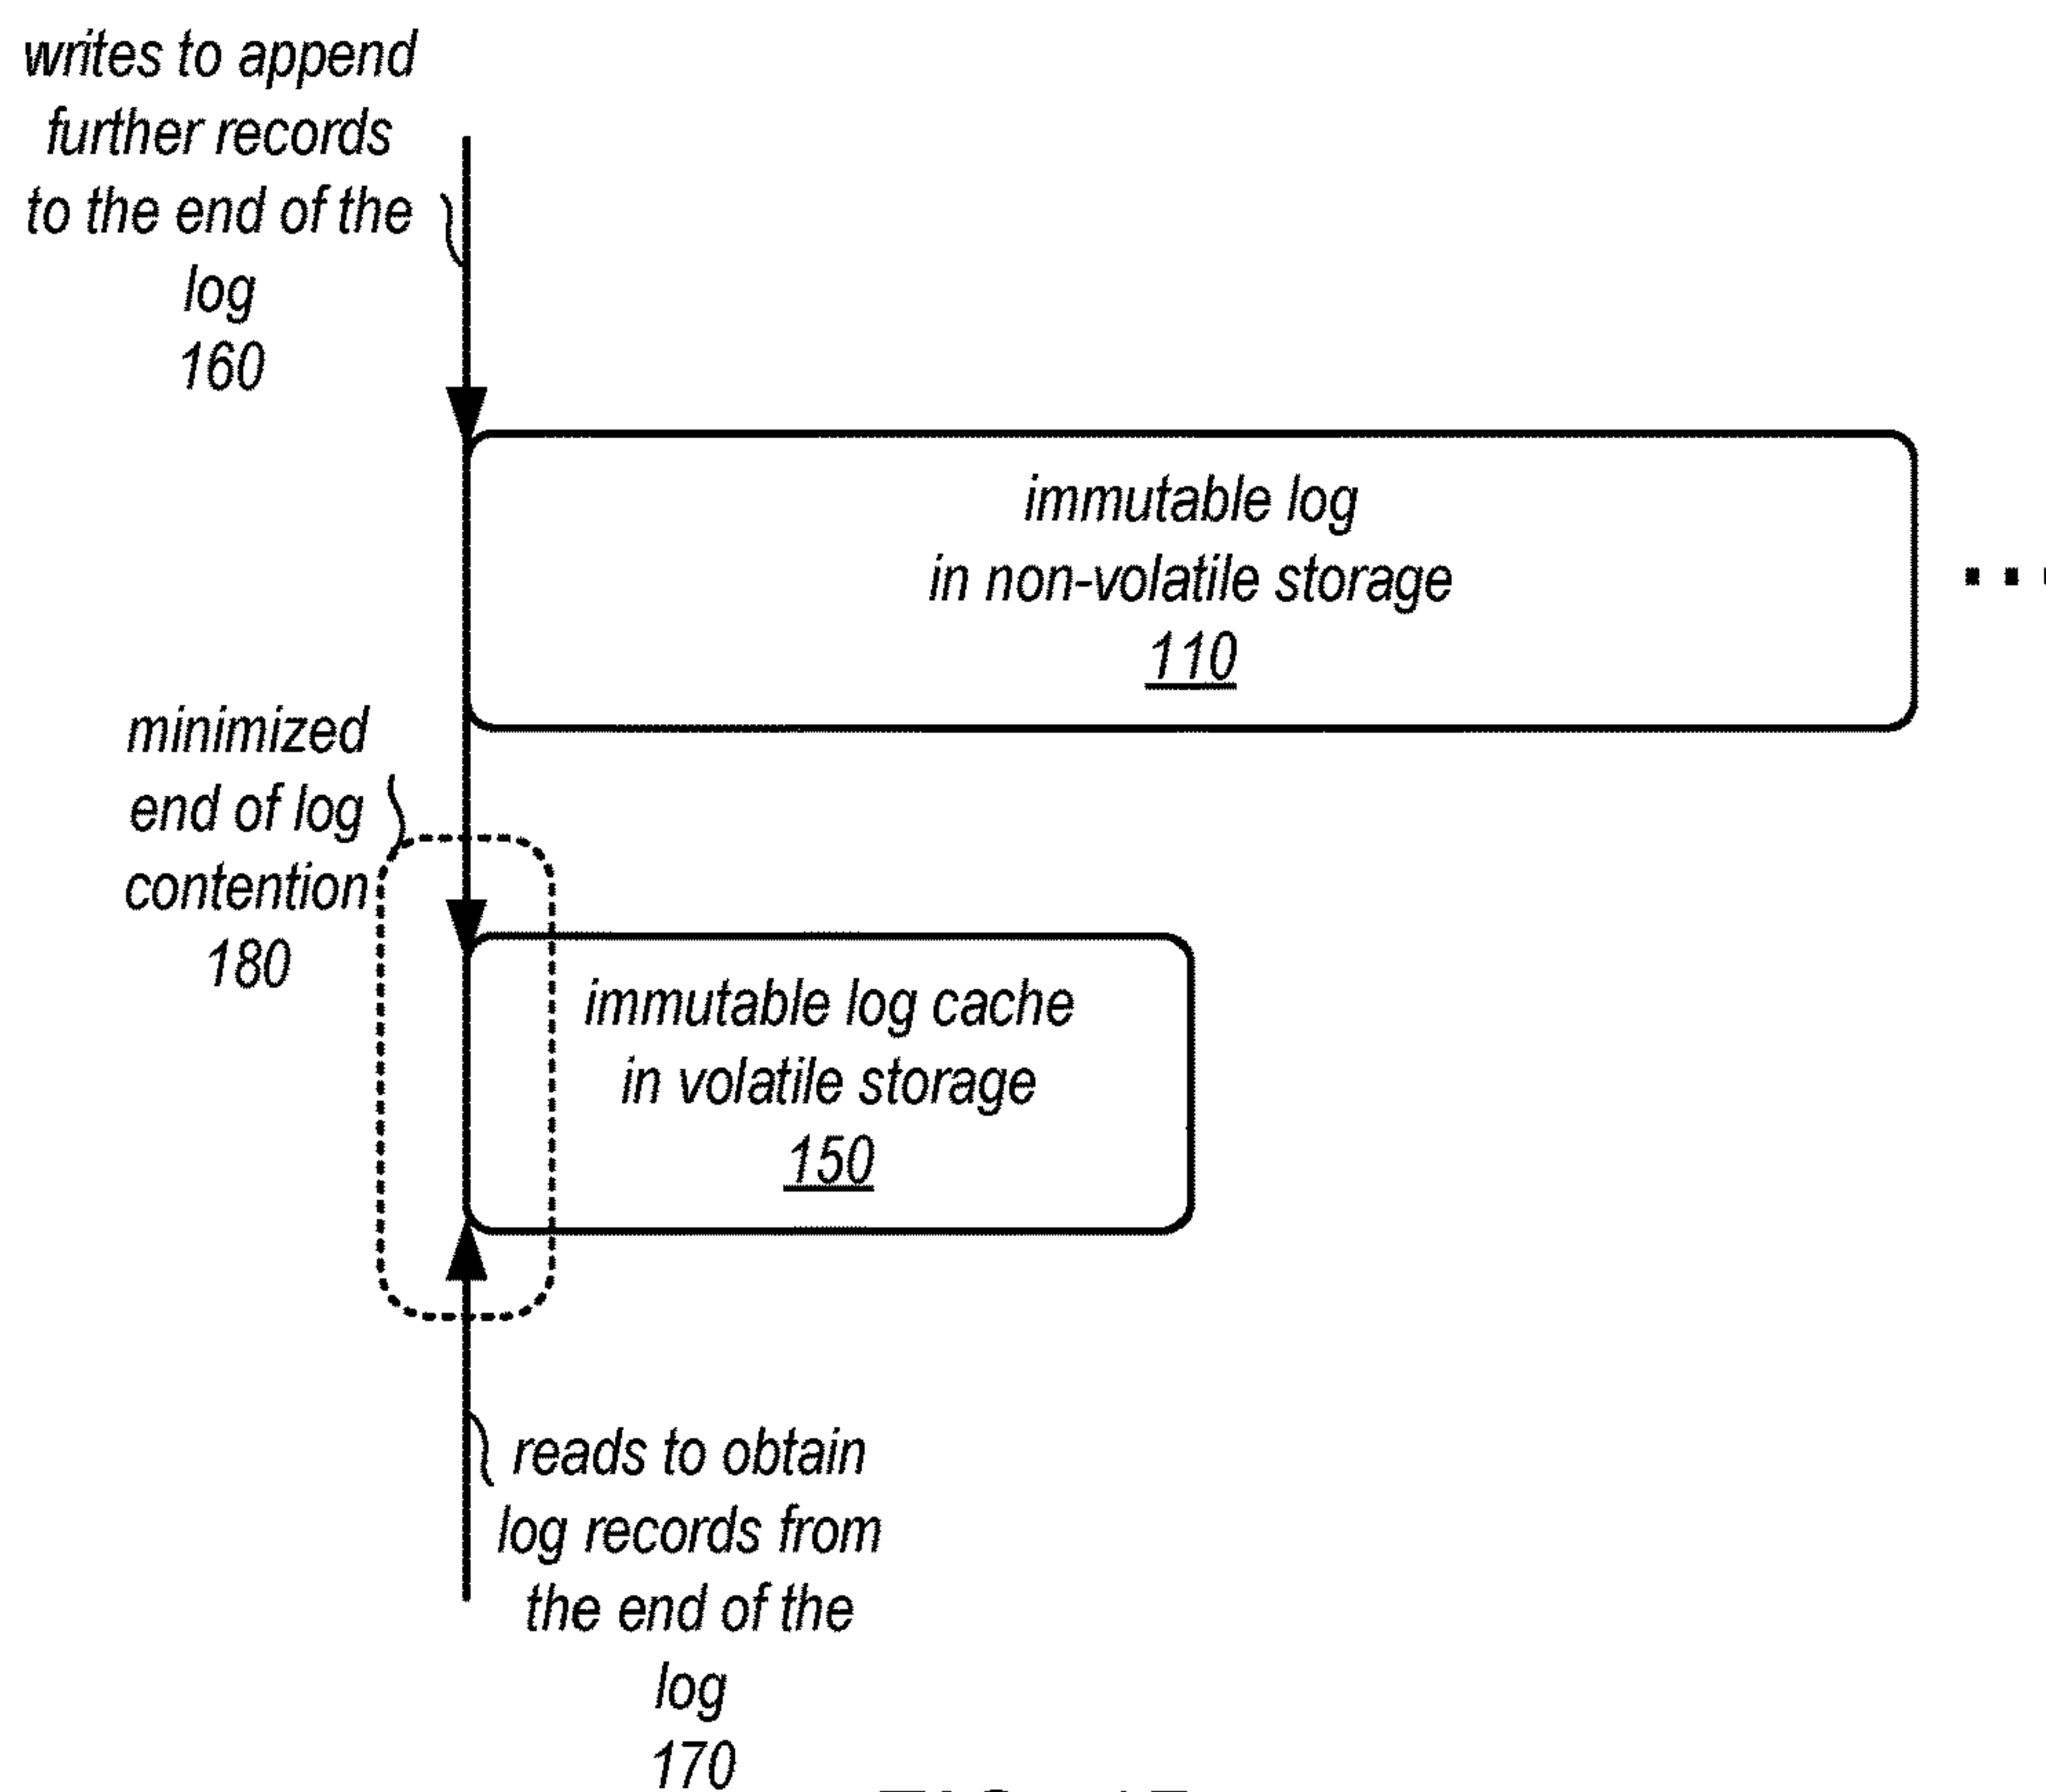 writes to append
further records
to the end of the
log
160
immutable log
in non-volatile storage
110
minimized
end of log
contention
180
immutable log cache
in volatile storage
150
reads to obtain
log records from
the end of the
log
170